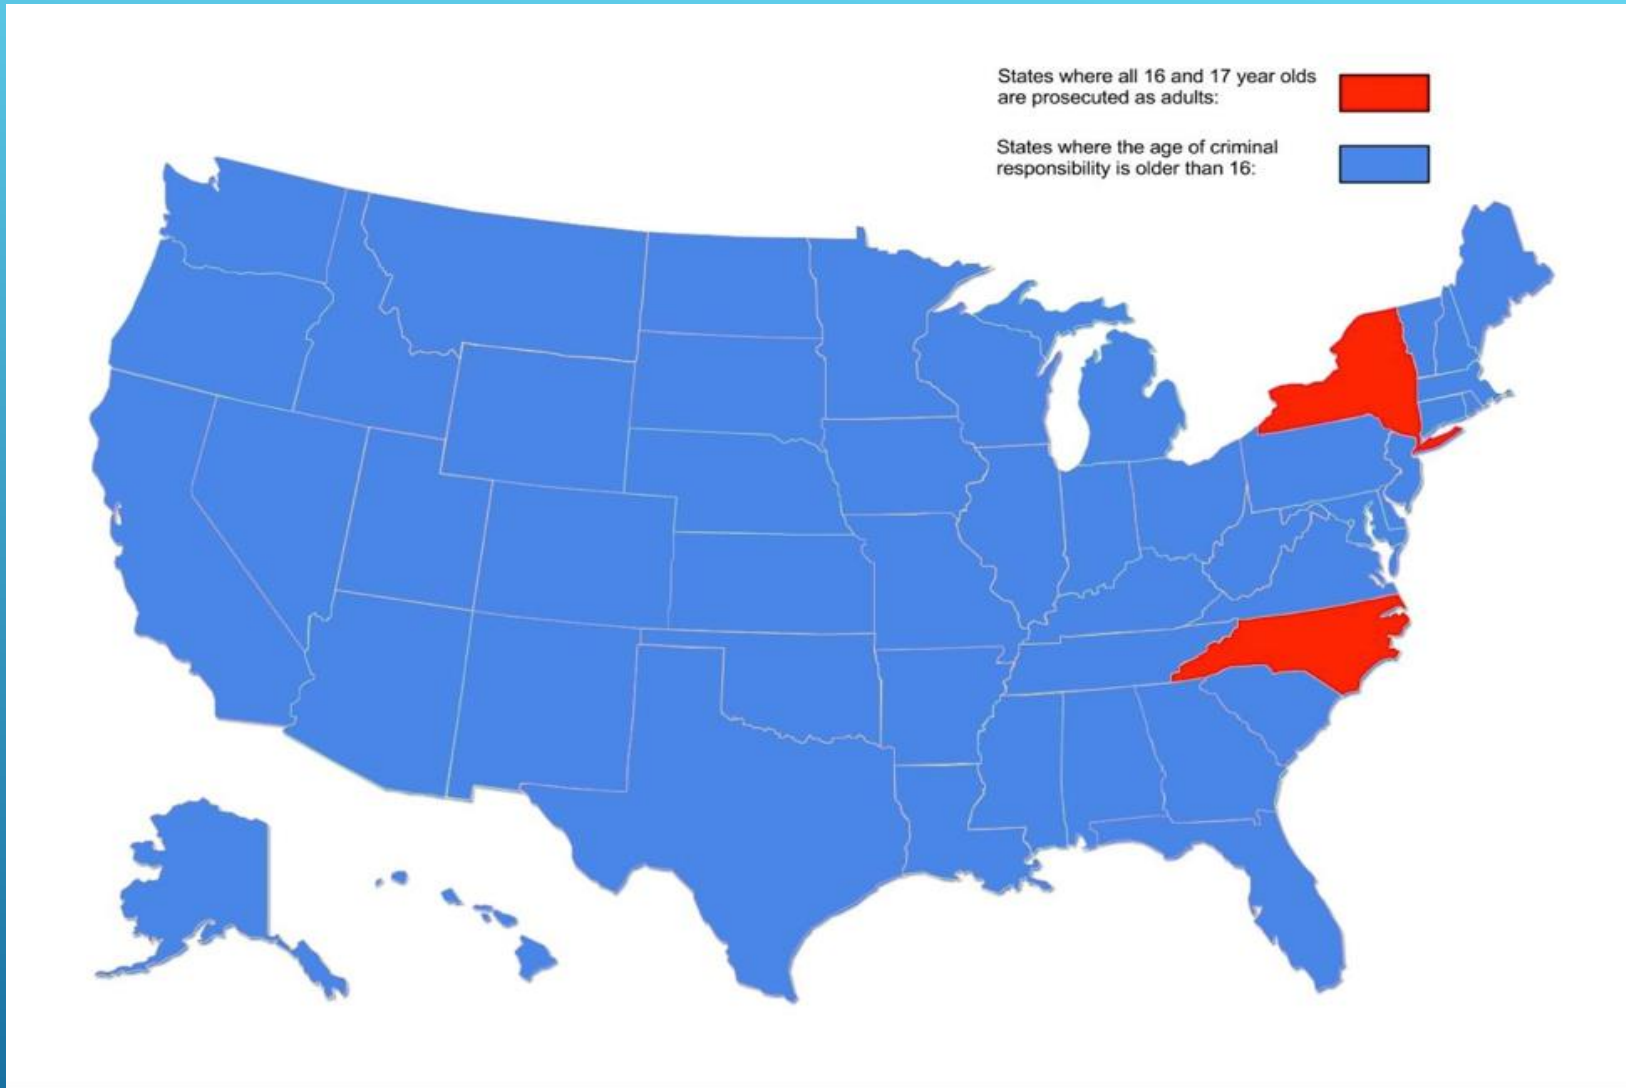 States where all 16 and 17 year olds
are prosecuted as adults:
States where the age of criminal
responsibility is older than 16: